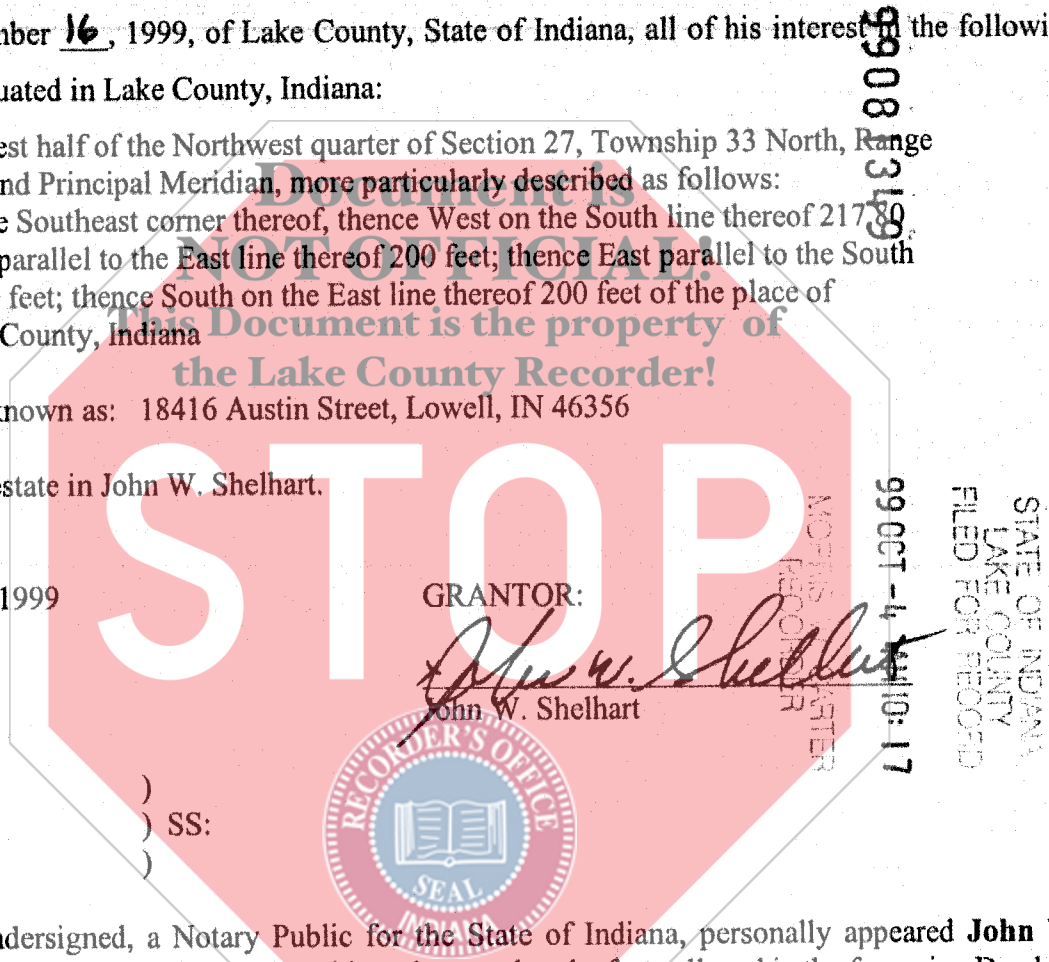 nber 16, 1999, of Lake County, State of Indiana, all of his interest in the followi
uated in Lake County, Indiana:
est half of the Northwest quarter of Section 27, Township 33 North, Range
nd Principal Meridian, more particularly described as follows:
e Southeast corner thereof, thence West on the South line thereof 217.80
parallel to the East line thereof 200 feet; thence East parallel to the South
feet; thence South on the East line thereof 200 feet of the place of
County, Indiana
known as: 18416 Austin Street, Lowell, IN 46356
estate in John W. Shelhart.
1999
GRANTOR:
John W. Shelhart
John W. Shelhart
)
) SS:
)
ndersigned, a Notary Public for the State of Indiana, personally appeared John
Document is
NOT OFFICIAL!
This Document is the property of
the Lake County Recorder!
STOP
RECORDER'S OFFICE
SEAL
INDIANA
99081349
99 OCT -4 AM 10: 17
STATE OF INDIANA
LAKE COUNTY
FILED FOR RECORD
RECORDER